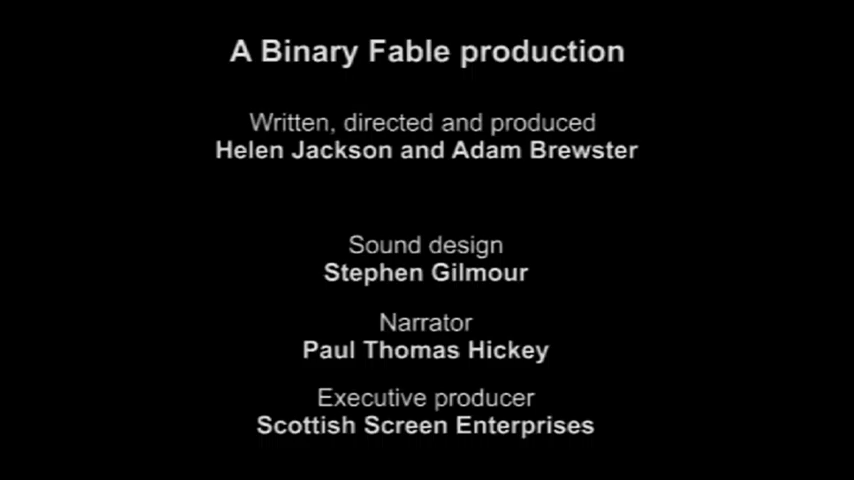 A Binary Fable production
Written, directed and produced
Helen Jackson and Adam Brewster
Sound design
Stephen Gilmour
Narrator
Paul Thomas Hickey
Executive producer
Scottish Screen Enterprises